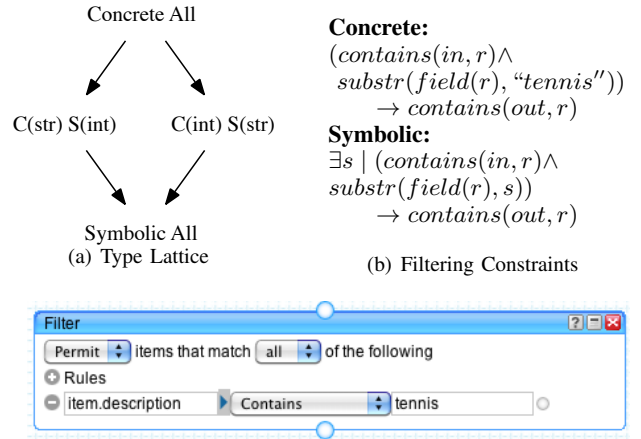 Concrete All
C(str) S(int) C(int) S(str)
Symbolic All
(a) Type Lattice
Concrete:
(contains(in, r)∧
substr(field(r), “tennis”))
→ contains(out, r)
Symbolic:
∃s | (contains(in, r)∧
substr(field(r), s))
→ contains(out, r)
(b) Filtering Constraints
Filter
Permit items that match all of the following
Rules
item.description Contains tennis